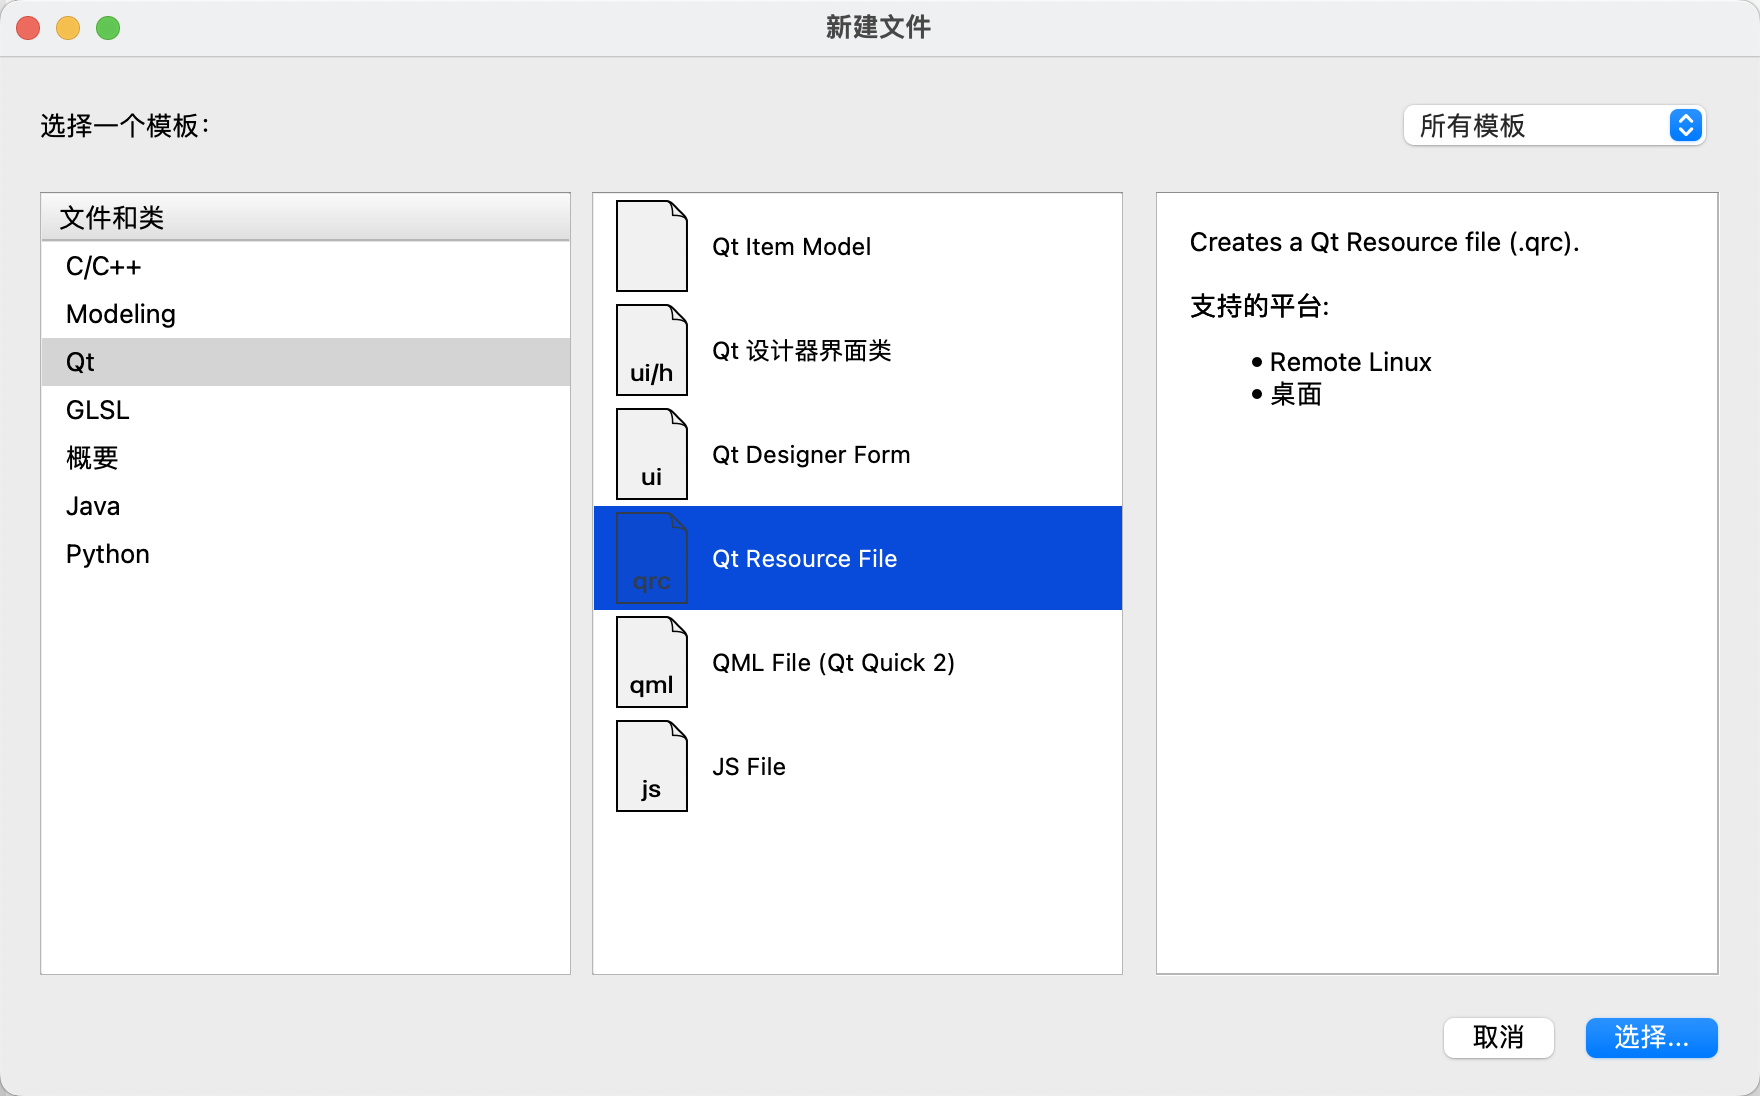 新建文件
选择一个模板：
所有模板
文件和类
C/C++
Modeling
Qt
GLSL
概要
Java
Python
Qt Item Model
ui/h
Qt 设计器界面类
ui
Qt Designer Form
qrc
Qt Resource File
qml
QML File (Qt Quick 2)
js
JS File
Creates a Qt Resource file (.qrc).
支持的平台:
• Remote Linux
• 桌面
取消
选择...